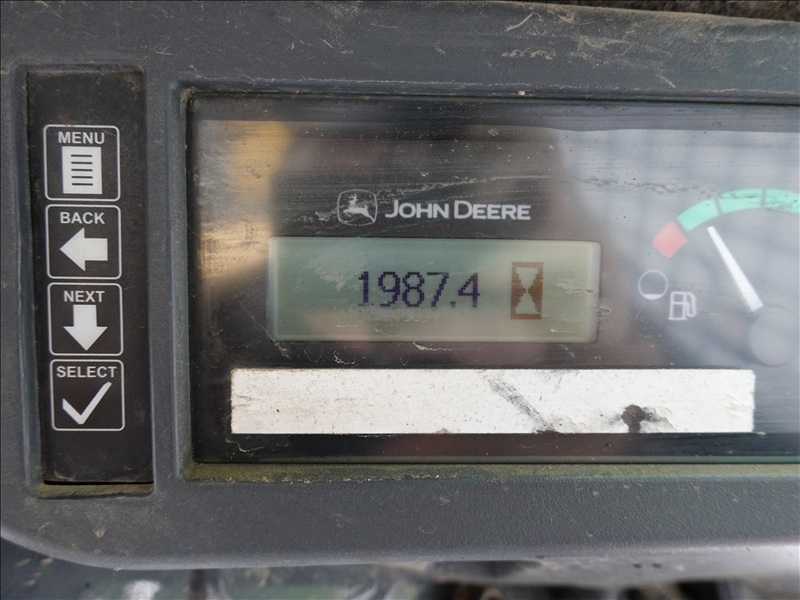 MENU
BACK
NEXT
SELECT
JOHN DEERE
1987.4